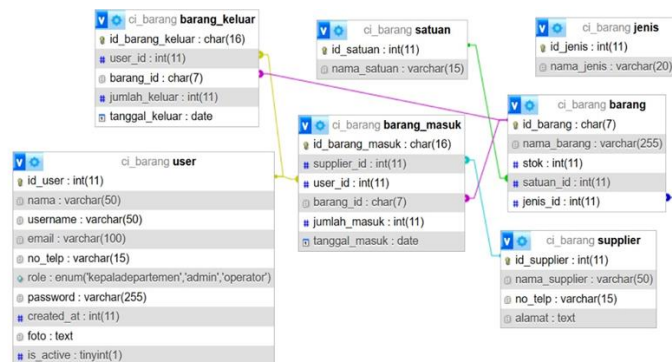 ci_barang barang_keluar
id_barang_keluar : char(16)
user_id : int(11)
barang_id : char(7)
jumlah_keluar : int(11)
tanggal_keluar : date
ci_barang satuan
id_satuan : int(11)
nama_satuan : varchar(15)
ci_barang jenis
id_jenis : int(11)
nama_jenis : varchar(20)
ci_barang barang
id_barang : char(7)
nama_barang : varchar(255)
stok : int(11)
satuan_id : int(11)
jenis_id : int(11)
ci_barang barang_masuk
id_barang_masuk : char(16)
supplier_id : int(11)
user_id : int(11)
barang_id : char(7)
jumlah_masuk : int(11)
tanggal_masuk : date
ci_barang user
id_user : int(11)
nama : varchar(50)
username : varchar(50)
email : varchar(100)
no_telp : varchar(15)
role : enum('kepaladepartemen','admin','operator')
password : varchar(255)
created_at : int(11)
foto : text
is_active : tinyint(1)
ci_barang supplier
id_supplier : int(11)
nama_supplier : varchar(50)
no_telp : varchar(15)
alamat : text